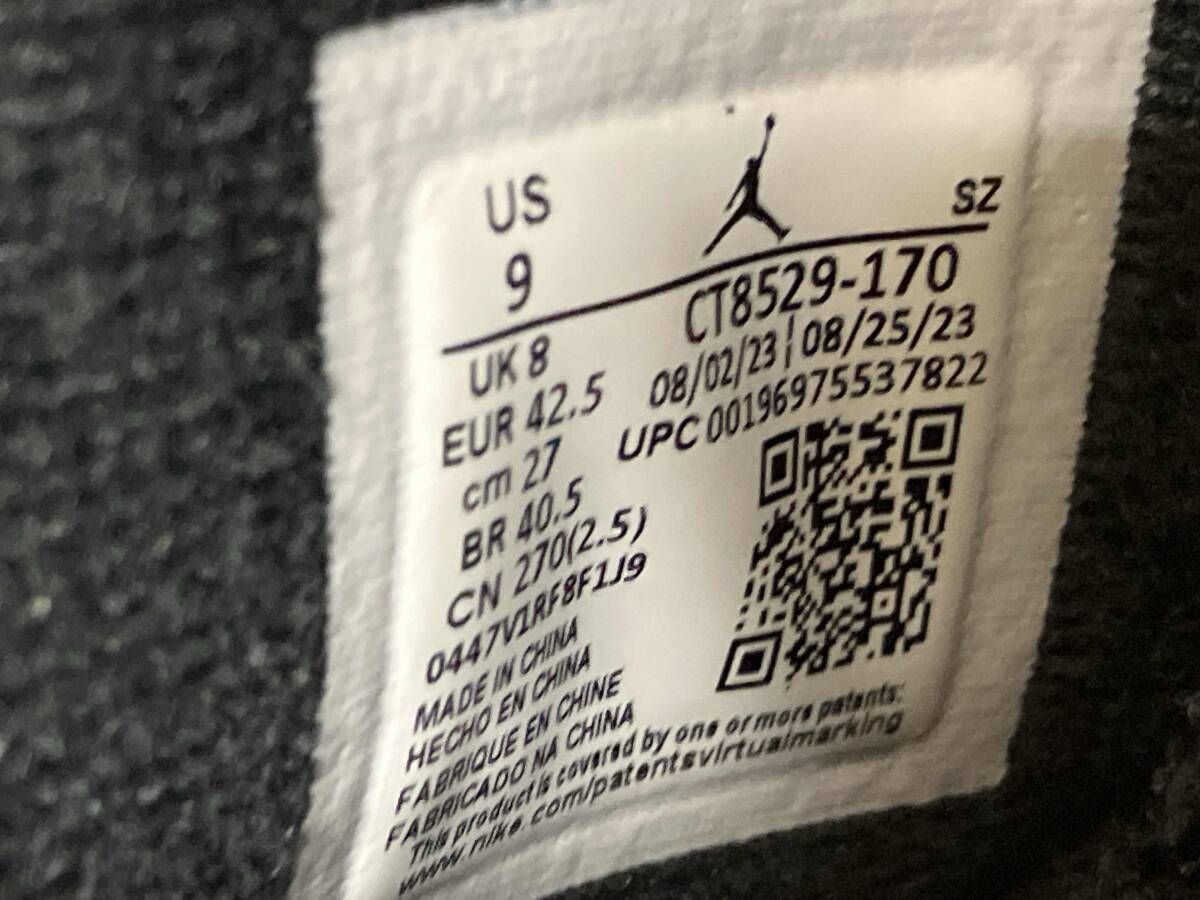 US
9
SZ
CT8529-170
UK 8
08/02/23 | 08/25/23
EUR 42.5
UPC 00196975537822
cm 27
BR 40.5
CN 270(2.5)
0447V1RF8F1J9
MADE IN CHINA
HECHO EN CHINA
FABRIQUE EN CHINE
FABRICADO NA CHINA
This product is covered by one or more patents:
www.nike.com/patentsvirtualmarking